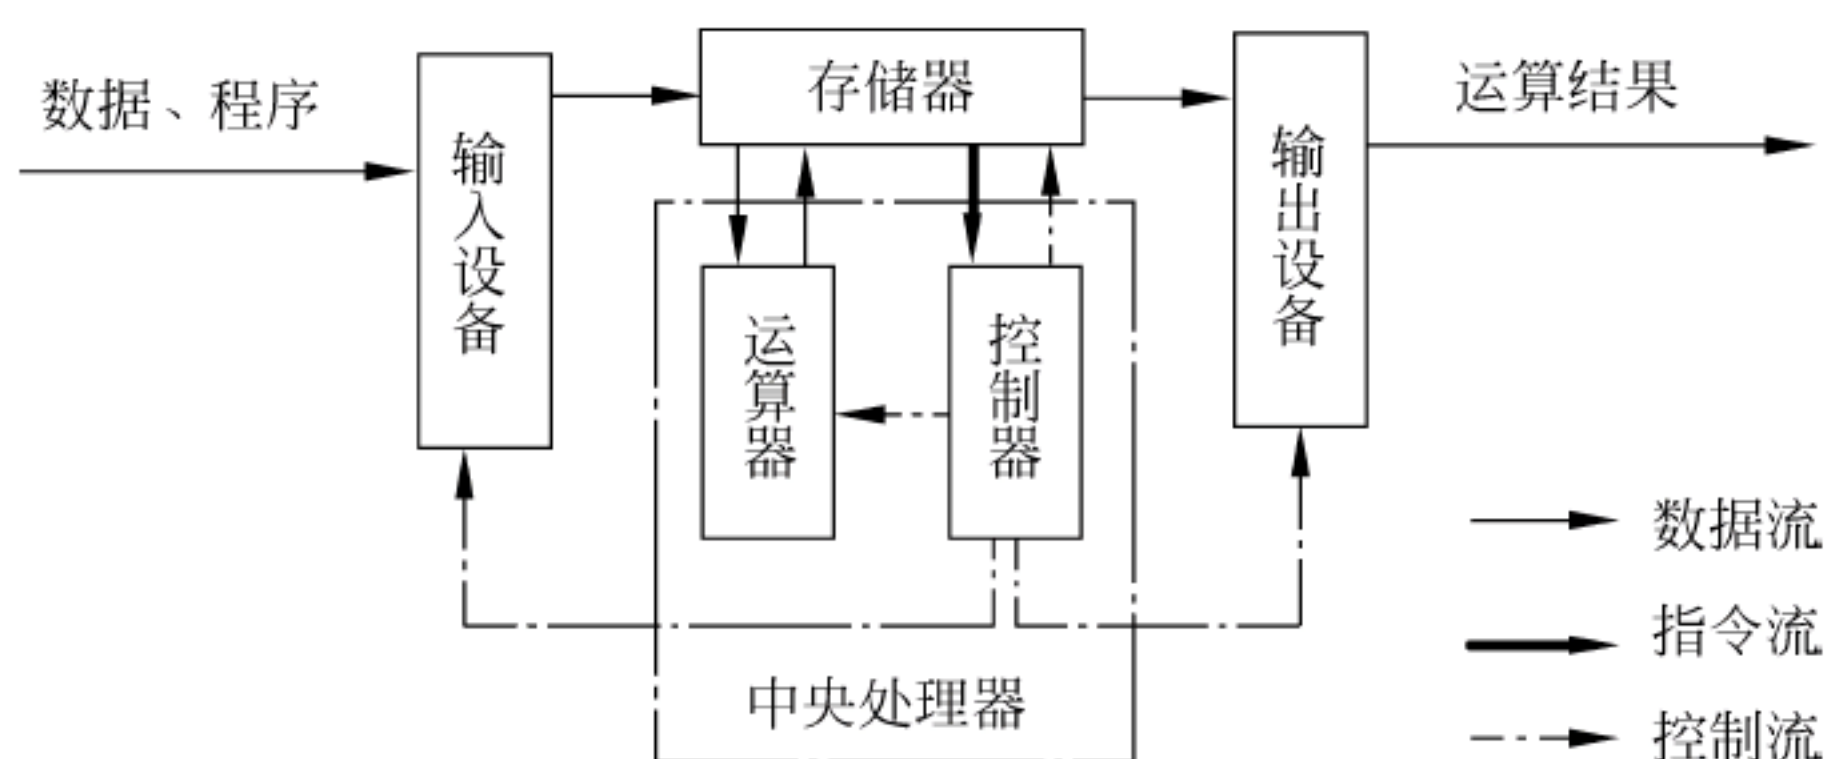 数据、程序
输入设备
存储器
运算器
控制器
中央处理器
输出设备
运算结果
数据流
指令流
控制流